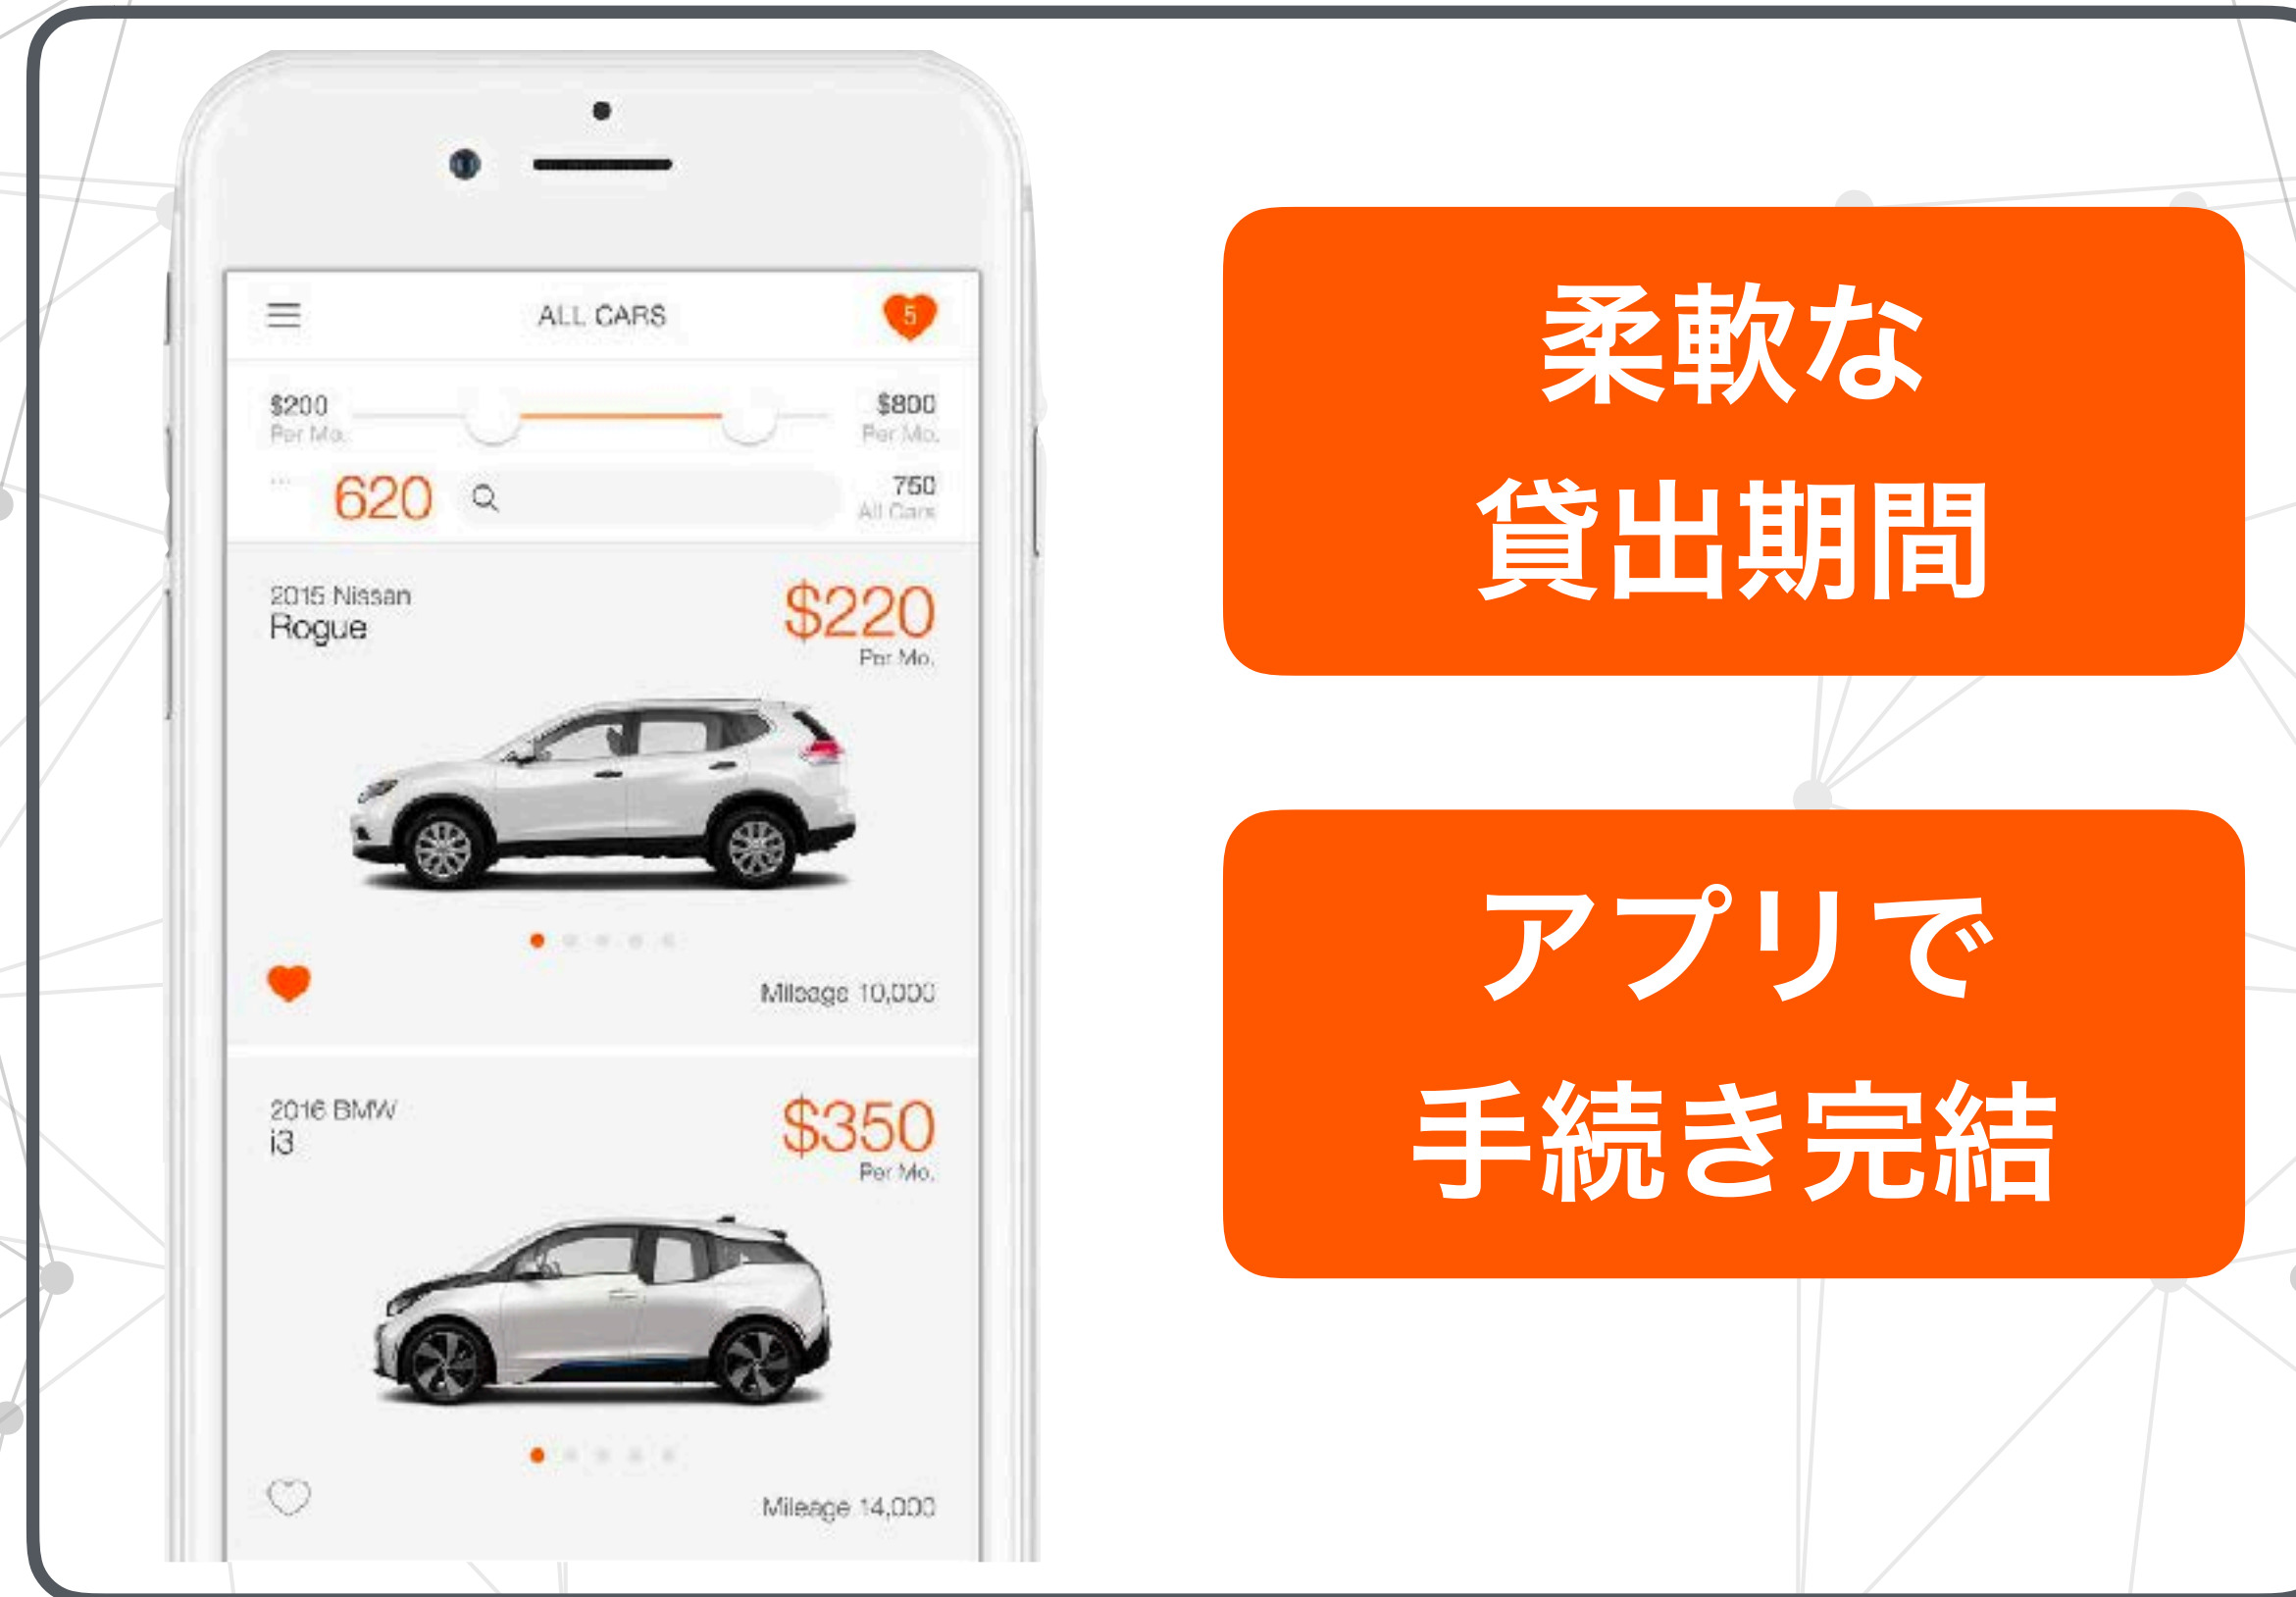 ALL CARS
5
$200
Per Mo.
$800
Per Mo.
...
620
750
All Cars
2015 Nissan
Rogue
$220
Per Mo.
Mileage 10,000
2016 BMW
i3
$350
Per Mo.
Mileage 14,000
柔軟な
貸出期間
アプリで
手続き完結